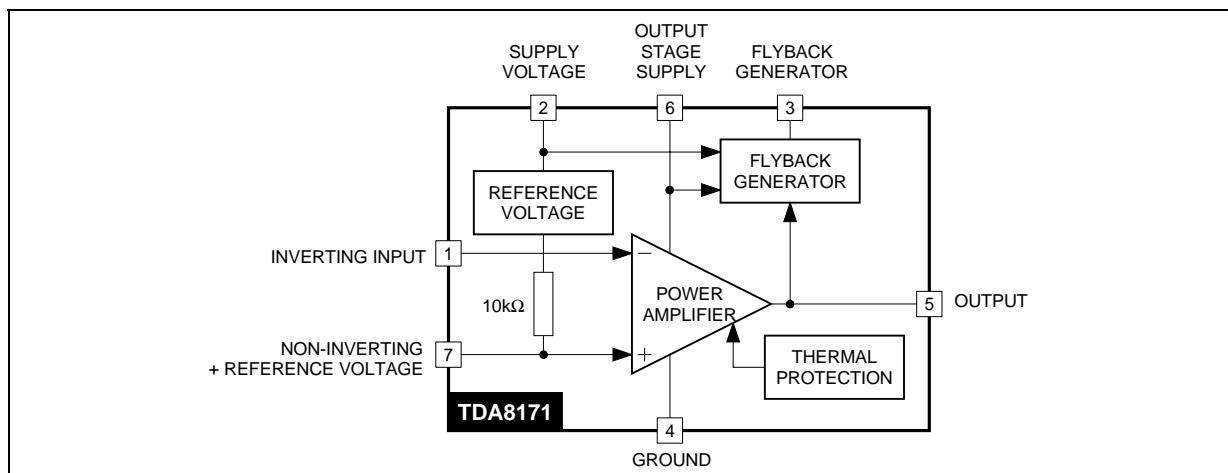 SUPPLY
VOLTAGE
OUTPUT
STAGE
SUPPLY
FLYBACK
GENERATOR
2
6
3
FLYBACK
GENERATOR
REFERENCE
VOLTAGE
INVERTING INPUT
1
−
10kΩ
POWER
AMPLIFIER
5
OUTPUT
NON-INVERTING
+ REFERENCE VOLTAGE
7
+
THERMAL
PROTECTION
TDA8171
4
GROUND